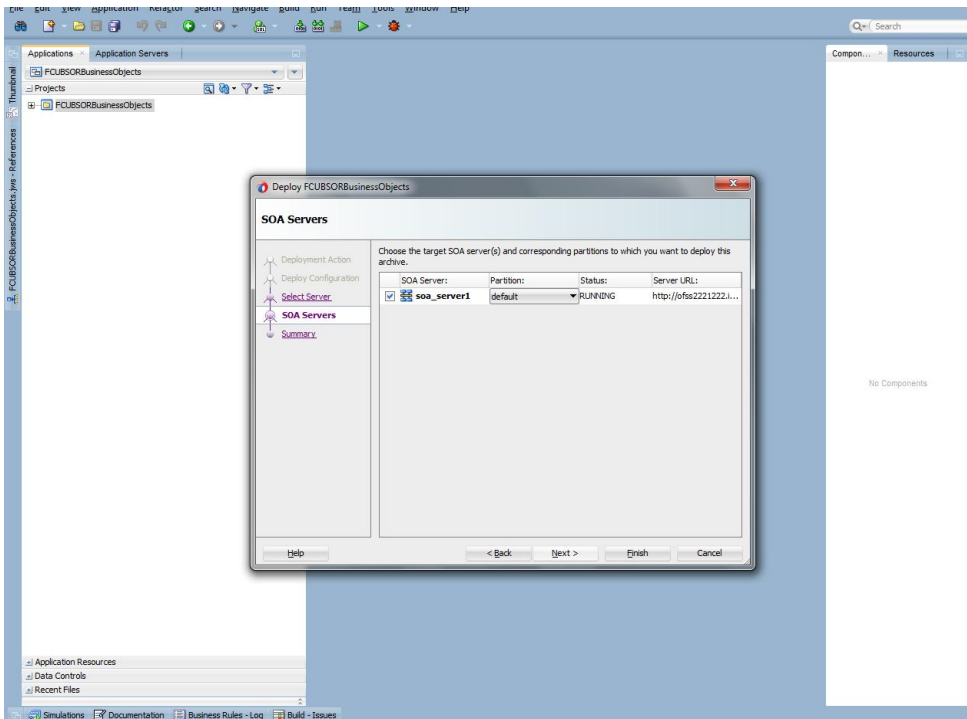 File Edit View Application Refactor Search Navigate Build Run Team Tools Window Help
Search
Applications Application Servers
Compon... Resources
FCUBSORBusinessObjects
Projects
FCUBSORBusinessObjects
Thumbnail
FCUBSORBusinessObjects.jws - References
Deploy FCUBSORBusinessObjects
SOA Servers
Deployment Action
Deploy Configuration
Select Server
SOA Servers
Summary
Choose the target SOA server(s) and corresponding partitions to which you want to deploy this
archive.
SOA Server: Partition: Status: Server URL:
soa_server1 default RUNNING http://ofss2221222.i...
No Components
Help < Back Next > Finish Cancel
Application Resources
Data Controls
Recent Files
Simulations Documentation Business Rules - Log Build - Issues